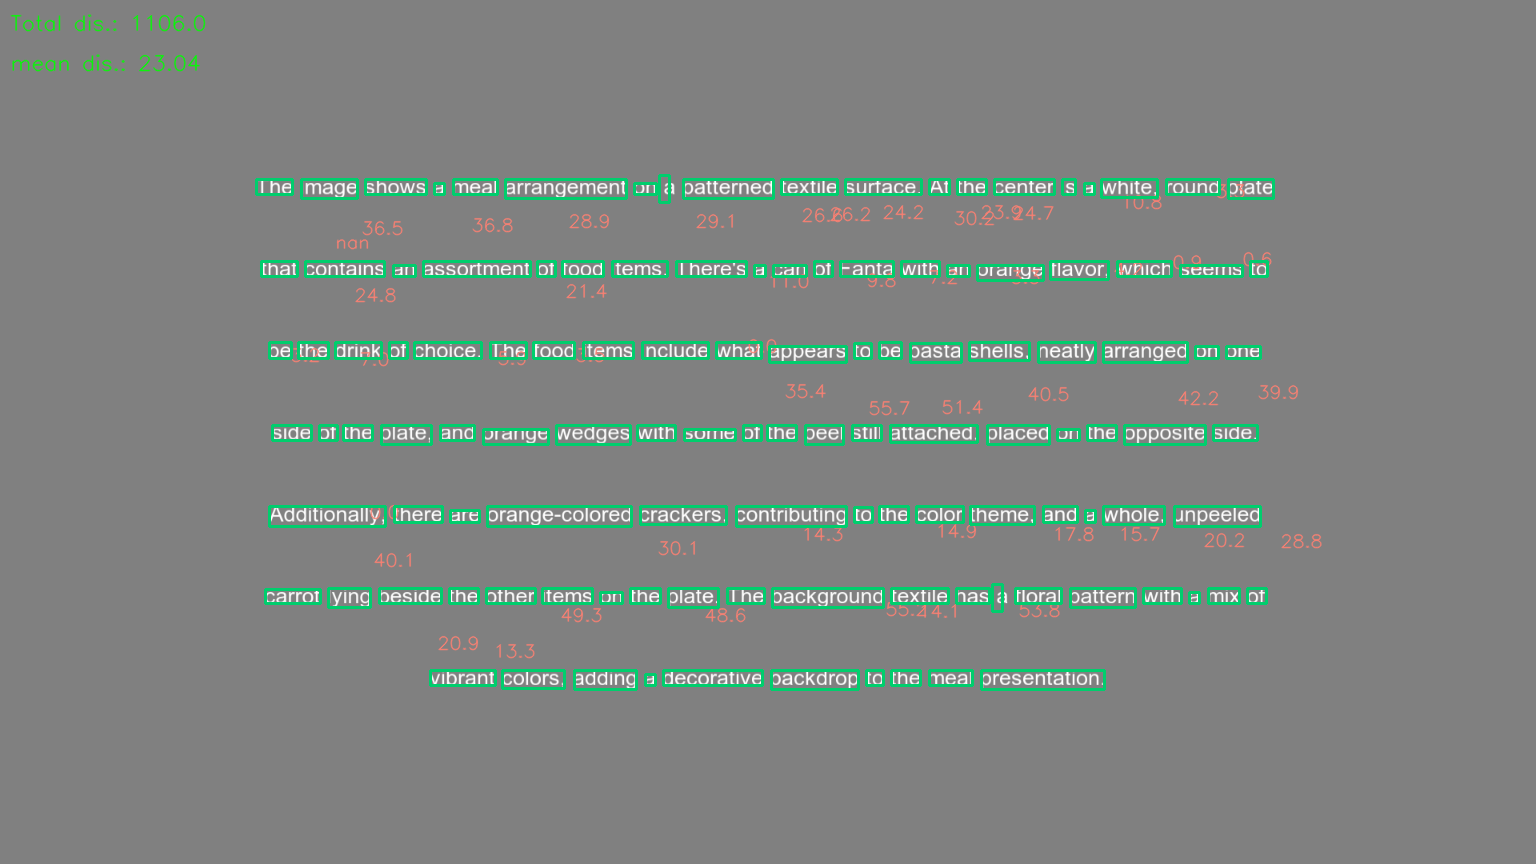 Total dis.: 1106.0
mean dis.: 23.04
The image shows a meal arrangement on a patterned textile surface. At the center is a white, round plate
36.5 36.8 28.9 29.1 26.2 24.2 30.2 23.9 24.7 10.8
nan
that contains an assortment of food items. There's a can of Fanta with an orange flavor, which seems to
24.8 21.4 11.0 9.8 7.2 0.9 0.6
be the drink of choice. The food items include what appears to be pasta shells, neatly arranged on one
35.4 55.7 51.4 40.5 42.2 39.9
side of the plate, and orange wedges with some of the peel still attached, placed on the opposite side.
Additionally, there are orange-colored crackers, contributing to the color theme, and a whole, unpeeled
40.1 30.1 14.3 14.9 17.8 15.7 20.2 28.8
carrot lying beside the other items on the plate. The background textile has a floral pattern with a mix of
49.3 48.6 55.2 14.1 53.8
20.9 13.3
vibrant colors, adding a decorative backdrop to the meal presentation.